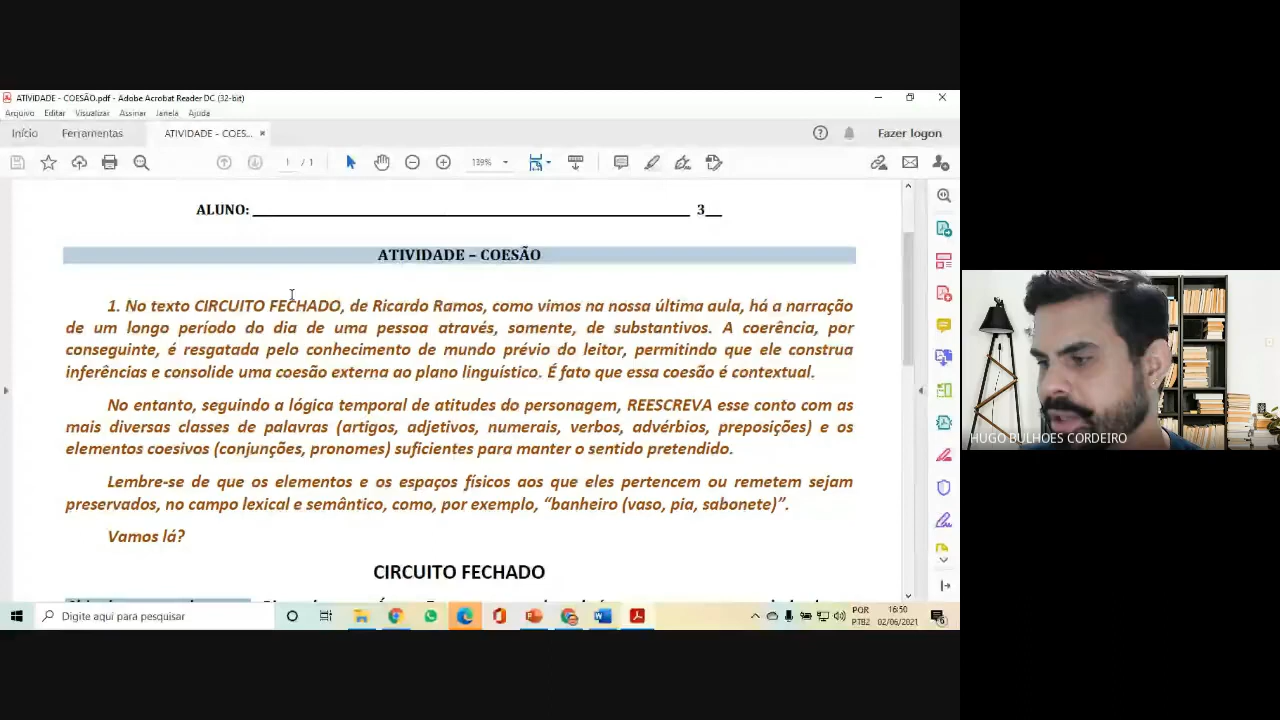 ATIVIDADE - COESÃO.pdf - Adobe Acrobat Reader DC (32-bit)
Arquivo Editar Visualizar Assinar Janela Ajuda
Início Ferramentas ATIVIDADE - COES... × Fazer logon
1 / 1 139%
ALUNO: ______________________ 3__
ATIVIDADE – COESÃO
1. No texto CIRCUITO FECHADO, de Ricardo Ramos, como vimos na nossa última aula, há a narração
de um longo período do dia de uma pessoa através, somente, de substantivos. A coerência, por
conseguinte, é resgatada pelo conhecimento de mundo prévio do leitor, permitindo que ele construa
inferências e consolide uma coesão externa ao plano linguístico. É fato que essa coesão é contextual.
No entanto, seguindo a lógica temporal de atitudes do personagem, REESCREVA esse conto com as
mais diversas classes de palavras (artigos, adjetivos, numerais, verbos, advérbios, preposições) e os
elementos coesivos (conjunções, pronomes) suficientes para manter o sentido pretendido.
Lembre-se de que os elementos e os espaços físicos aos que eles pertencem ou remetem sejam
preservados, no campo lexical e semântico, como, por exemplo, “banheiro (vaso, pia, sabonete)”.
Vamos lá?
CIRCUITO FECHADO
Digite aqui para pesquisar
POR 16:50
PTB2 02/06/2021
HUGO BULHOES CORDEIRO